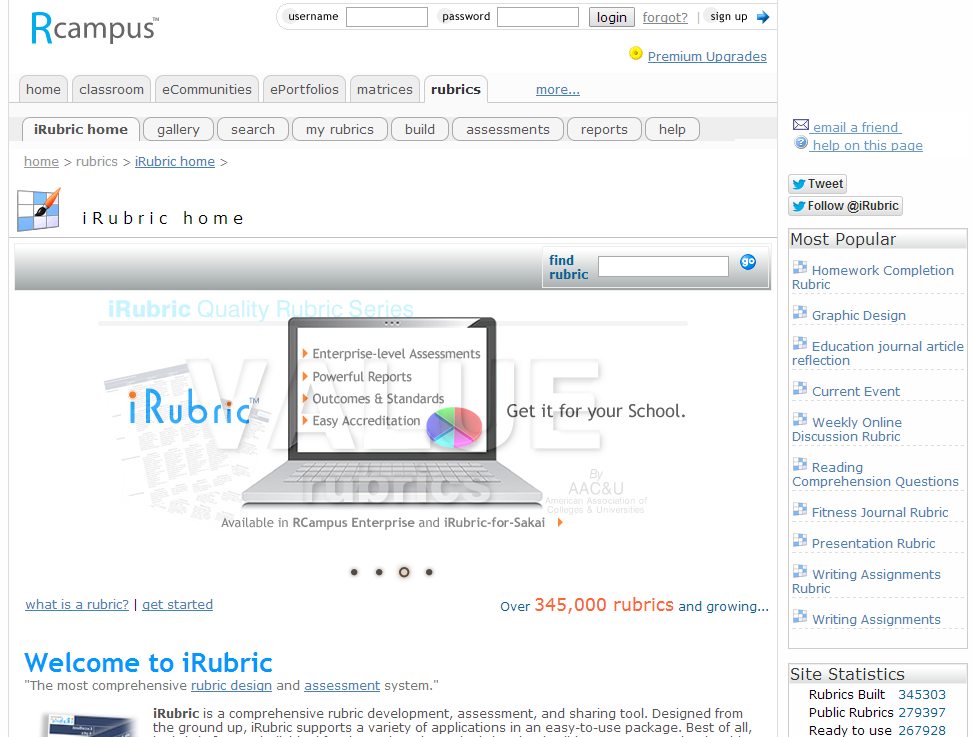 Rcampus™
username password login forgot? | sign up
Premium Upgrades
home classroom eCommunities ePortfolios matrices rubrics more...
iRubric home gallery search my rubrics build assessments reports help
home > rubrics > iRubric home >
iRubric home
find
rubric
go
iRubric Quality Rubric Series
VALUE
rubrics
iRubric™
Enterprise-level Assessments
Powerful Reports
Outcomes & Standards
Easy Accreditation
Get it for your School.
By
AAC&U
American Association of
Colleges & Universities
Available in RCampus Enterprise and iRubric-for-Sakai
what is a rubric? | get started
Over 345,000 rubrics and growing...
Welcome to iRubric
"The most comprehensive rubric design and assessment system."
iRubric is a comprehensive rubric development, assessment, and sharing tool. Designed from
the ground up, iRubric supports a variety of applications in an easy-to-use package. Best of all,
email a friend
help on this page
Tweet
Follow @iRubric
Most Popular
Homework Completion
Rubric
Graphic Design
Education journal article
reflection
Current Event
Weekly Online
Discussion Rubric
Reading
Comprehension Questions
Fitness Journal Rubric
Presentation Rubric
Writing Assignments
Rubric
Writing Assignments
Site Statistics
Rubrics Built 345303
Public Rubrics 279397
Ready to use 267928